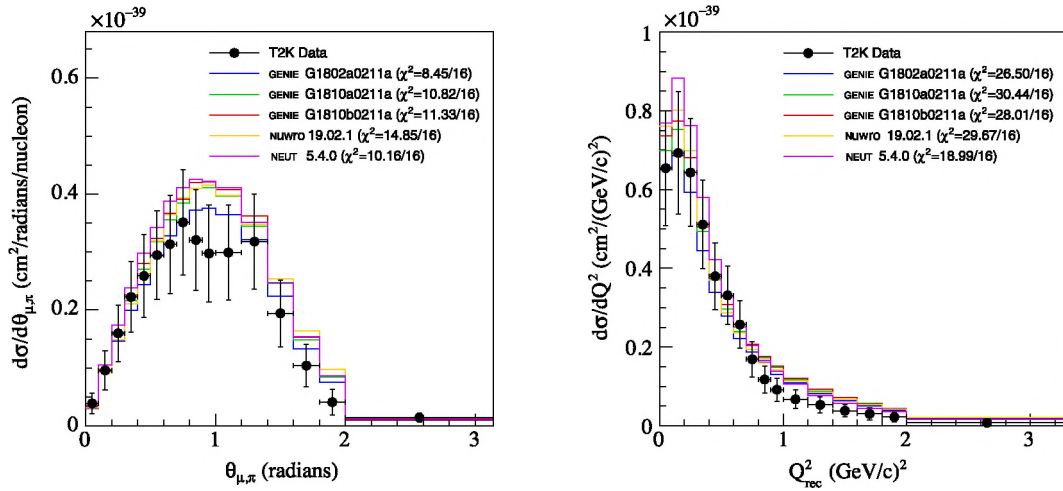 ×10⁻³⁹
0.6
0.4
0.2
0
dσ/dθμ,π (cm²/radians/nucleon)
T2K Data
GENIE G1802a0211a (χ²=8.45/16)
GENIE G1810a0211a (χ²=10.82/16)
GENIE G1810b0211a (χ²=11.33/16)
NUWRO 19.02.1 (χ²=14.85/16)
NEUT 5.4.0 (χ²=10.16/16)
0 1 2 3
θμ,π (radians)
×10⁻³⁹
1
0.8
0.6
0.4
0.2
0
dσ/dQ² (cm²/(GeV/c)²)
T2K Data
GENIE G1802a0211a (χ²=26.50/16)
GENIE G1810a0211a (χ²=30.44/16)
GENIE G1810b0211a (χ²=28.01/16)
NUWRO 19.02.1 (χ²=29.67/16)
NEUT 5.4.0 (χ²=18.99/16)
0 1 2 3
Q²rec (GeV/c)²